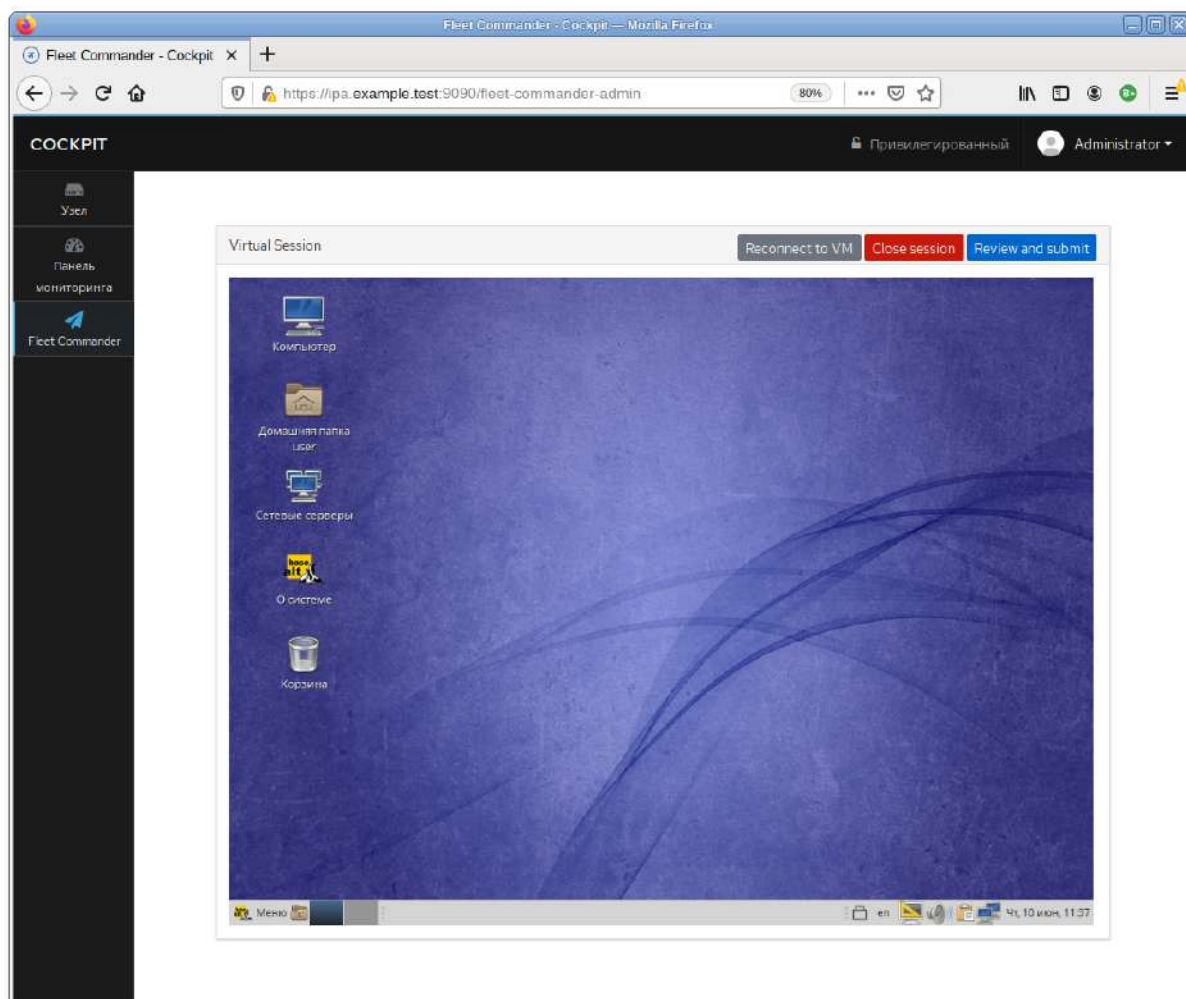 Fleet Commander - Cockpit — Mozilla Firefox
Fleet Commander - Cockpit
https://ipa.example.test:9090/fleet-commander-admin
80%
COCKPIT
Привилегированный
Administrator
Узел
Панель
мониторинга
Fleet Commander
Virtual Session
Reconnect to VM
Close session
Review and submit
Компьютер
Домашняя папка
user
Сетевые серверы
base
alt
О системе
Корзина
Меню
en
Чт, 10 июн, 11:37